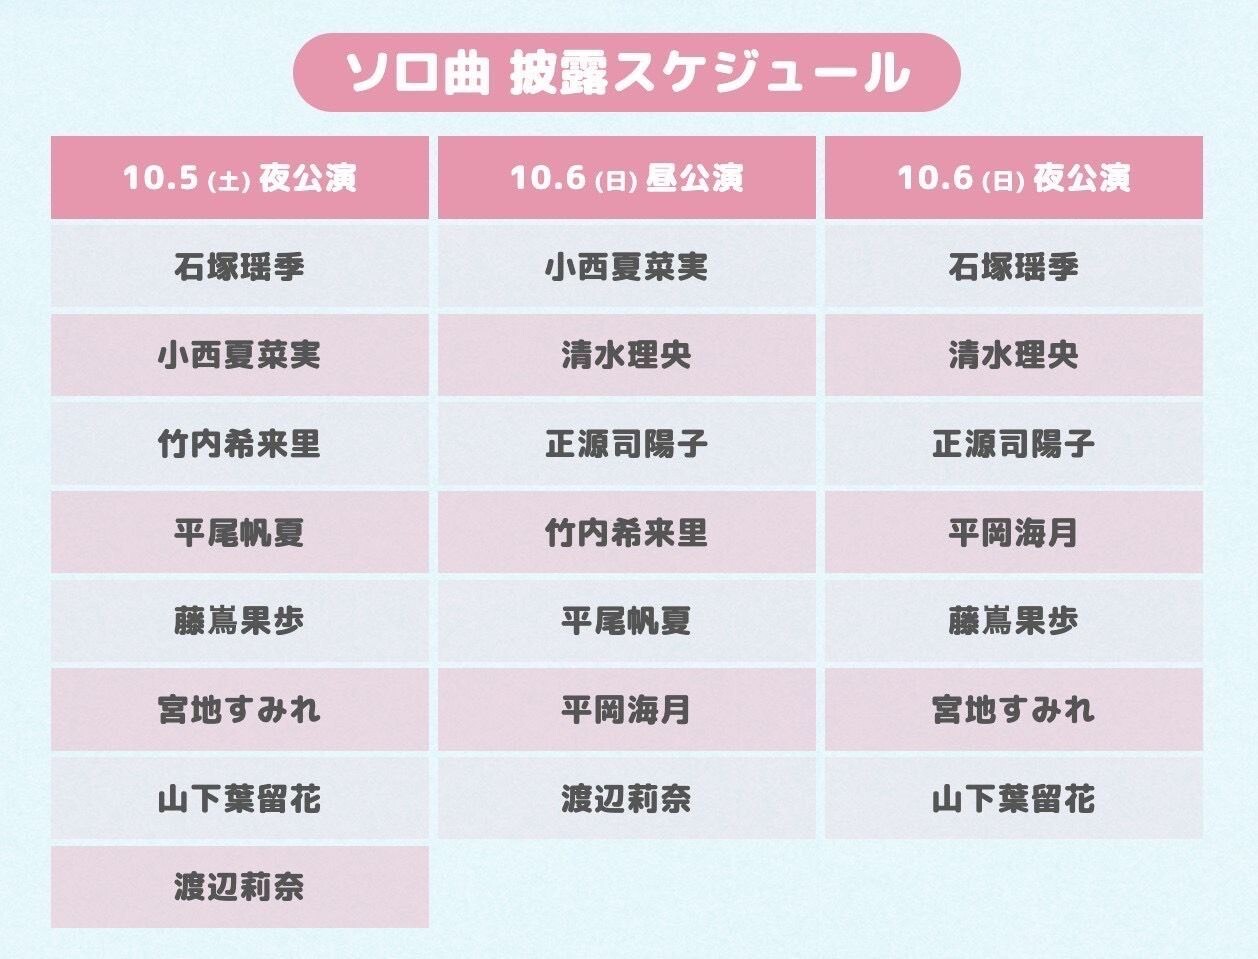 ソロ曲 披露スケジュール
10.5 (土) 夜公演
石塚瑶季
小西夏菜実
竹内希来里
平尾帆夏
藤嶌果歩
宮地すみれ
山下葉留花
渡辺莉奈
10.6 (日) 昼公演
小西夏菜実
清水理央
正源司陽子
竹内希来里
平尾帆夏
平岡海月
渡辺莉奈
10.6 (日) 夜公演
石塚瑶季
清水理央
正源司陽子
平岡海月
藤嶌果歩
宮地すみれ
山下葉留花